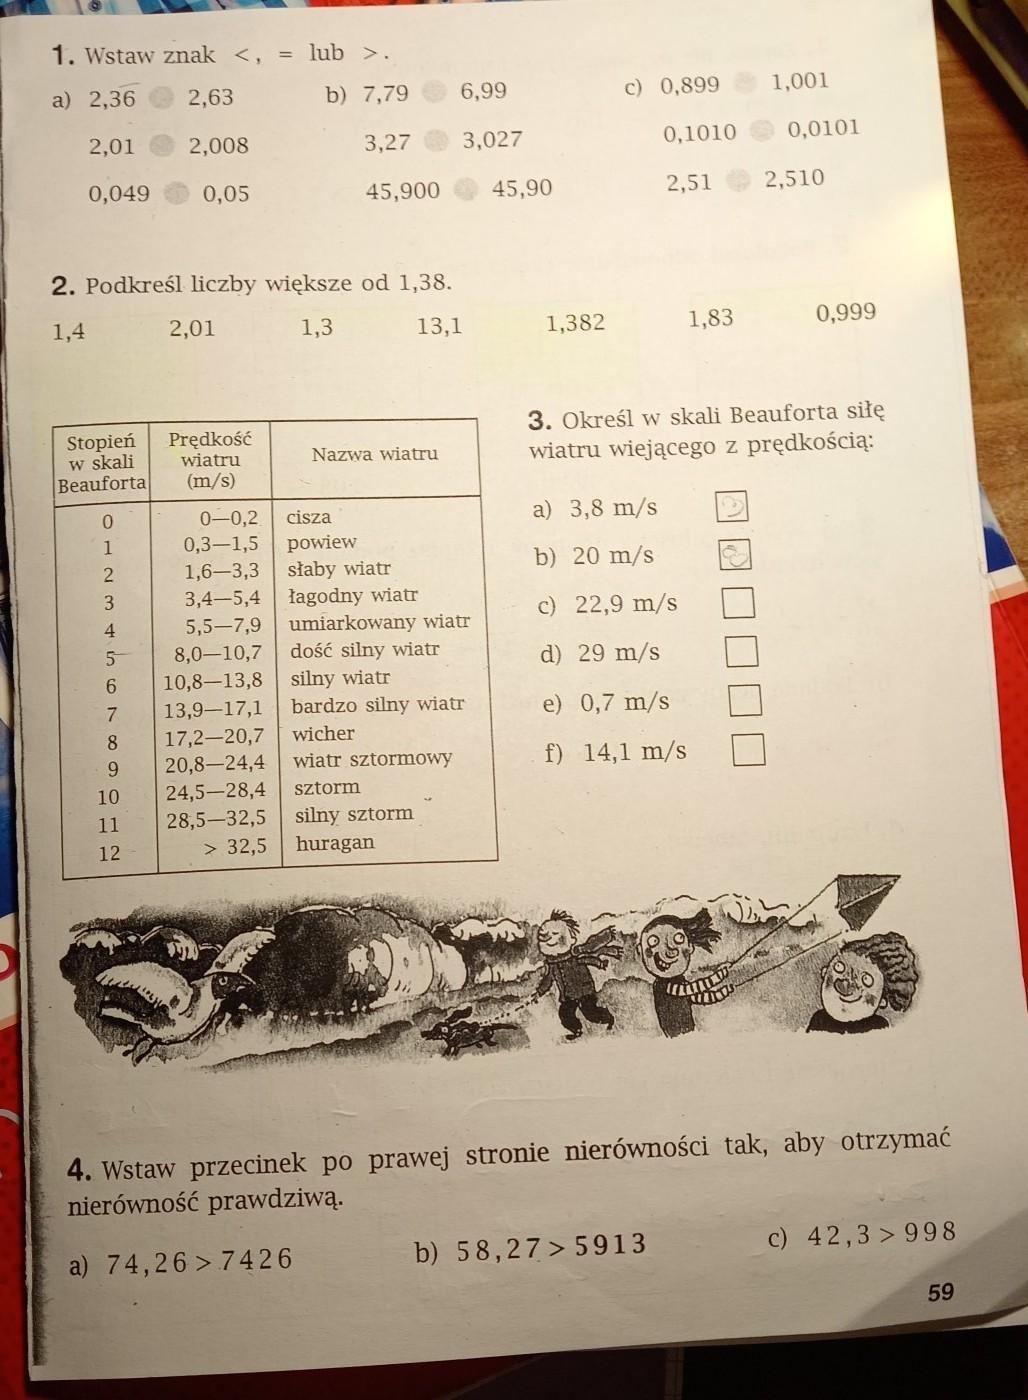 1. Wstaw znak <, = lub >.
a) 2,36 2,63 b) 7,79 6,99 c) 0,899 1,001
2,01 2,008 3,27 3,027 0,1010 0,0101
0,049 0,05 45,900 45,90 2,51 2,510
2. Podkreśl liczby większe od 1,38.
1,4 2,01 1,3 13,1 1,382 1,83 0,999
Stopień w skali Beauforta Prędkość wiatru (m/s) Nazwa wiatru
0 0—0,2 cisza
1 0,3—1,5 powiew
2 1,6—3,3 słaby wiatr
3 3,4—5,4 łagodny wiatr
4 5,5—7,9 umiarkowany wiatr
5 8,0—10,7 dość silny wiatr
6 10,8—13,8 silny wiatr
7 13,9—17,1 bardzo silny wiatr
8 17,2—20,7 wicher
9 20,8—24,4 wiatr sztormowy
10 24,5—28,4 sztorm
11 28,5—32,5 silny sztorm
12 > 32,5 huragan
3. Określ w skali Beauforta siłę
wiatru wiejącego z prędkością:
a) 3,8 m/s
b) 20 m/s
c) 22,9 m/s
d) 29 m/s
e) 0,7 m/s
f) 14,1 m/s
4. Wstaw przecinek po prawej stronie nierówności tak, aby otrzymać
nierówność prawdziwą.
a) 74,26 > 7426 b) 58,27 > 5913 c) 42,3 > 998
59